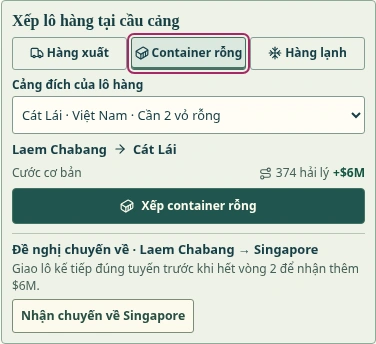 Xếp lô hàng tại cầu cảng
Hàng xuất
Container rỗng
Hàng lạnh
Cảng đích của lô hàng
Cát Lái · Việt Nam · Cần 2 vỏ rỗng
Laem Chabang → Cát Lái
Cước cơ bản 374 hải lý +$6M
Xếp container rỗng
Đề nghị chuyến về · Laem Chabang → Singapore
Giao lô kế tiếp đúng tuyến trước khi hết vòng 2 để nhận thêm
$6M.
Nhận chuyến về Singapore